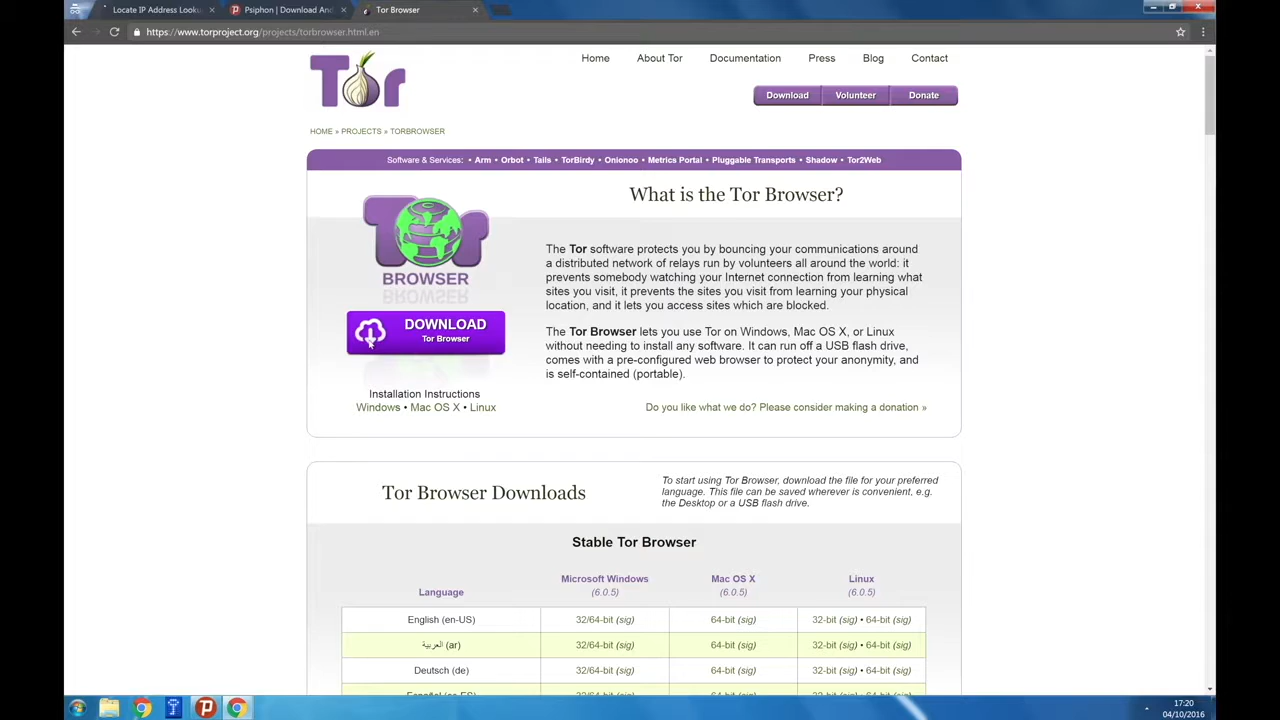 Locate IP Address Looku
Psiphon | Download And
Tor Browser
https://www.torproject.org/projects/torbrowser.html.en
Tor
Home About Tor Documentation Press Blog Contact
Download Volunteer Donate
HOME » PROJECTS » TORBROWSER
Software & Services: • Arm • Orbot • Tails • TorBirdy • Onionoo • Metrics Portal • Pluggable Transports • Shadow • Tor2Web
Tor
BROWSER
DOWNLOAD
Tor Browser
Installation Instructions
Windows • Mac OS X • Linux
What is the Tor Browser?
The Tor software protects you by bouncing your communications around
a distributed network of relays run by volunteers all around the world: it
prevents somebody watching your Internet connection from learning what
sites you visit, it prevents the sites you visit from learning your physical
location, and it lets you access sites which are blocked.
The Tor Browser lets you use Tor on Windows, Mac OS X, or Linux
without needing to install any software. It can run off a USB flash drive,
comes with a pre-configured web browser to protect your anonymity, and
is self-contained (portable).
Do you like what we do? Please consider making a donation »
Tor Browser Downloads
To start using Tor Browser, download the file for your preferred
language. This file can be saved wherever is convenient, e.g.
the Desktop or a USB flash drive.
Stable Tor Browser
Language Microsoft Windows (6.0.5) Mac OS X (6.0.5) Linux (6.0.5)
English (en-US) 32/64-bit (sig) 64-bit (sig) 32-bit (sig) • 64-bit (sig)
العربية (ar) 32/64-bit (sig) 64-bit (sig) 32-bit (sig) • 64-bit (sig)
Deutsch (de) 32/64-bit (sig) 64-bit (sig) 32-bit (sig) • 64-bit (sig)
Español (es-ES) 32/64-bit (sig) 64-bit (sig) 32-bit (sig) • 64-bit (sig)
17:20
04/10/2016